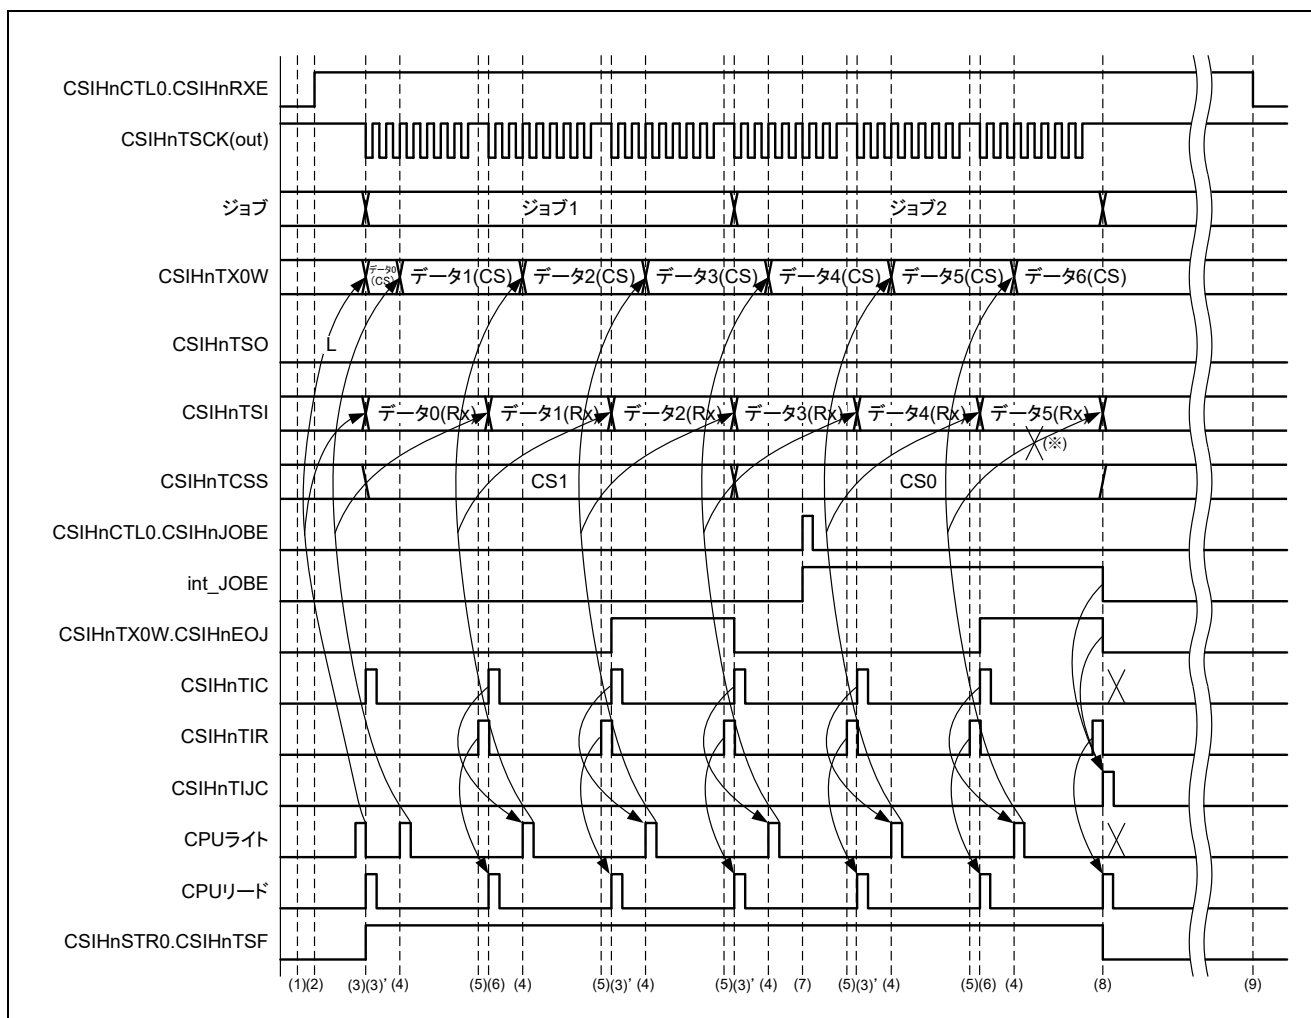 CSIHnCTL0.CSIHnRXE
CSIHnTSCK(out)
ジョブ ジョブ1 ジョブ2
CSIHnTX0W データ0(CS) データ1(CS) データ2(CS) データ3(CS) データ4(CS) データ5(CS) データ6(CS)
CSIHnTSO L
CSIHnTSI データ0(Rx) データ1(Rx) データ2(Rx) データ3(Rx) データ4(Rx) データ5(Rx)
(※)
CSIHnTCSS CS1 CS0
CSIHnCTL0.CSIHnJOBE
int_JOBE
CSIHnTX0W.CSIHnEOJ
CSIHnTIC
CSIHnTIR
CSIHnTIJC
CPUライト
CPUリード
CSIHnSTR0.CSIHnTSF
(1)(2) (3)(3)' (4) (5)(6) (4) (5)(3)' (4) (5)(3)' (4) (7) (5)(3)' (4) (5)(6) (4) (8) (9)